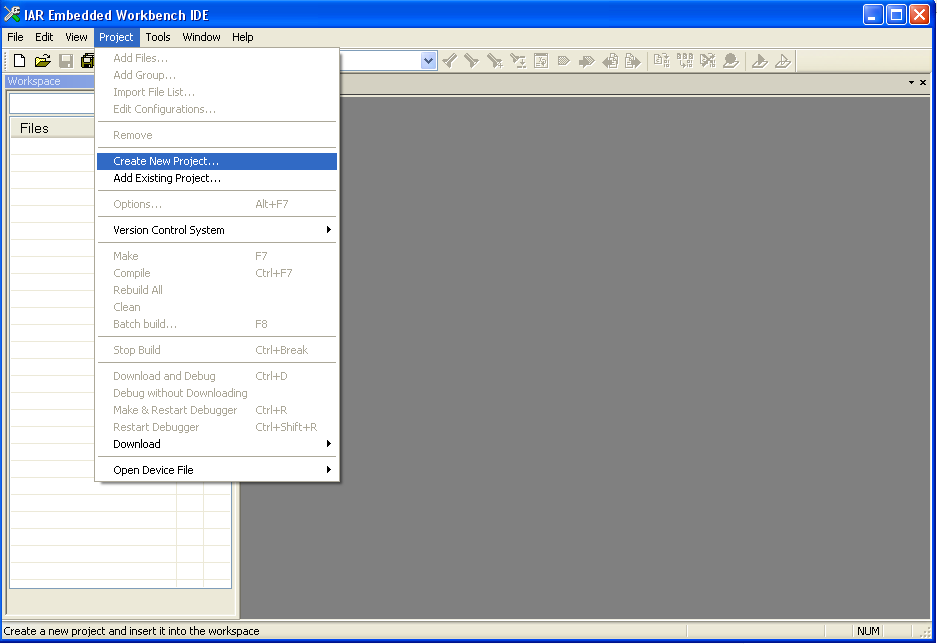 IAR Embedded Workbench IDE
File Edit View Project Tools Window Help
Workspace
Files
Add Files...
Add Group...
Import File List...
Edit Configurations...
Remove
Create New Project...
Add Existing Project...
Options... Alt+F7
Version Control System
Make F7
Compile Ctrl+F7
Rebuild All
Clean
Batch build... F8
Stop Build Ctrl+Break
Download and Debug Ctrl+D
Debug without Downloading
Make & Restart Debugger Ctrl+R
Restart Debugger Ctrl+Shift+R
Download
Open Device File
Create a new project and insert it into the workspace NUM